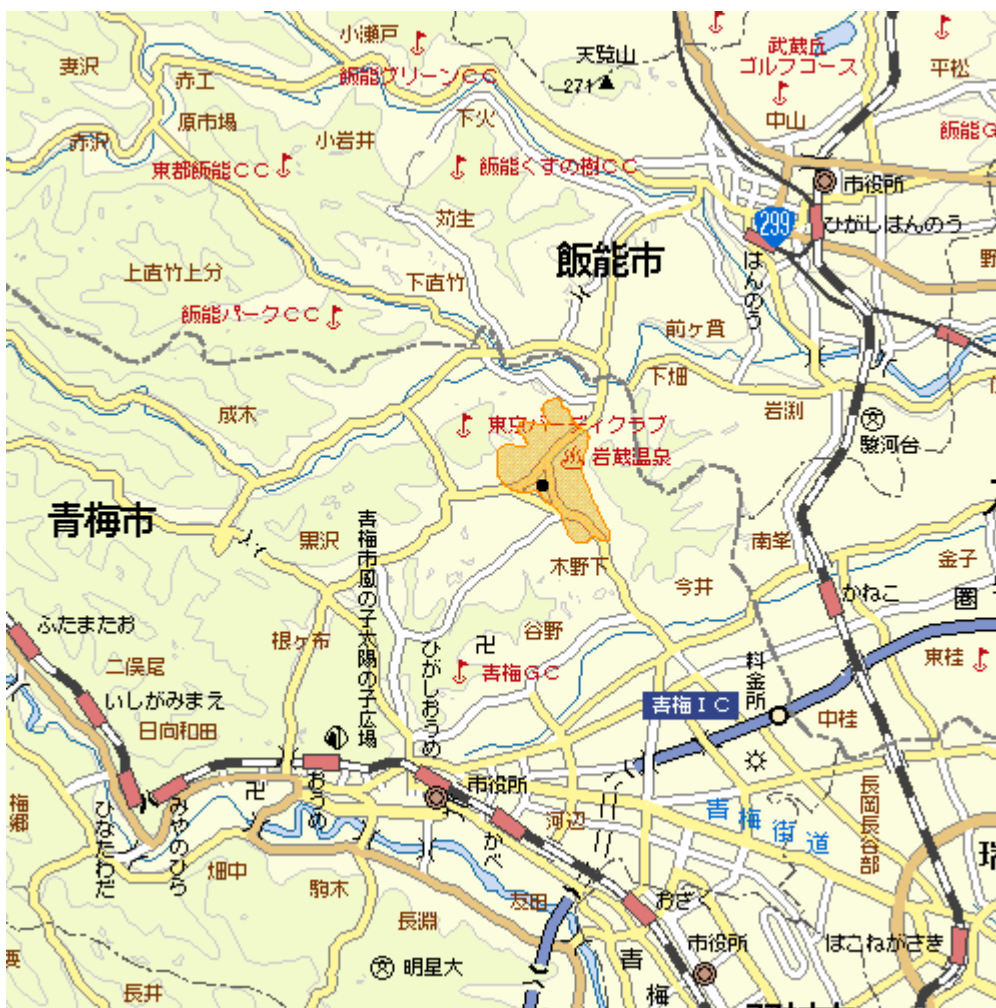 小瀬戸
妻沢
赤工
飯能グリーンCC
天覧山
271
武蔵丘
ゴルフコース
平松
原市場
下火
中山
赤沢
小岩井
飯能G
東都飯能CC
飯能くすの樹CC
市役所
苅生
299
ひがしはんのう
飯能市
はんのう
野
上直竹上分
下直竹
飯能パークCC
前ヶ貫
下畑
成木
東京バーディクラブ
岩渕
岩蔵温泉
駿河台
青梅市
黒沢
青梅市風の子太陽の子広場
南峯
木野下
金子
今井
かねこ
圏
ふたまたお
根ヶ布
谷野
二俣尾
ひがしおうめ
卍
料金所
東桂
青梅GC
いしがみまえ
青梅IC
中桂
日向和田
市役所
長岡長谷部
梅郷
ひなたわだ
みやのひら
卍
おうめ
かべ
河辺
青梅街道
瑞
畑中
駒木
友田
おざく
長淵
市役所
はこねがさき
明星大
青梅
長井